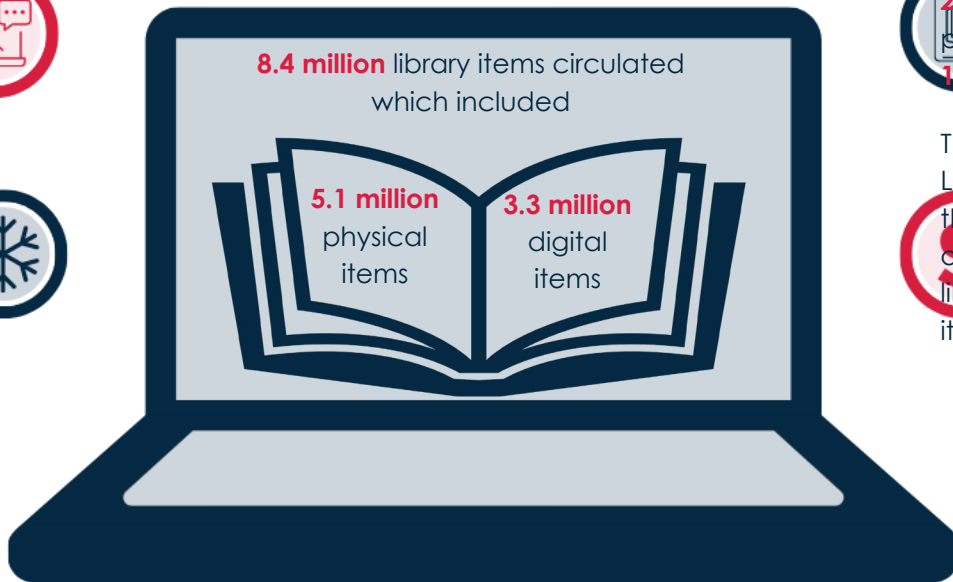 8.4 million library items circulated
which included
5.1 million
physical
items
3.3 million
digital
items